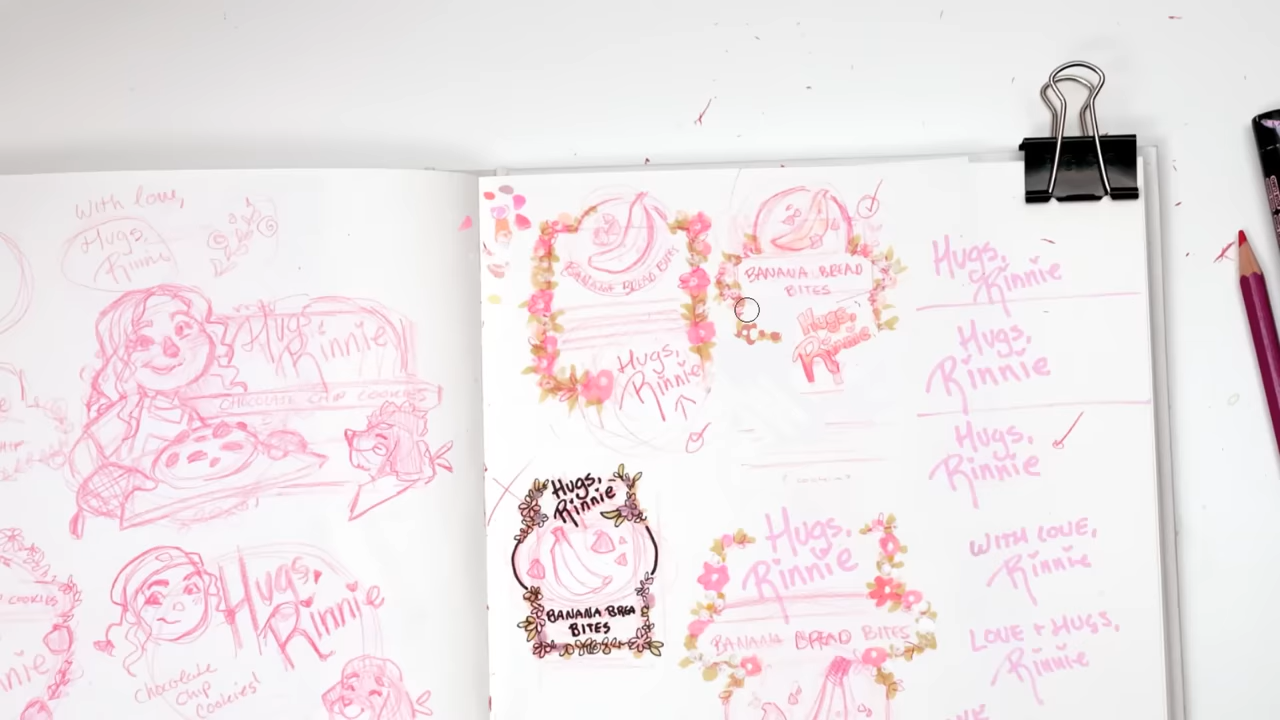 With love,
Hugs,
Rinnie
Hugs,
Rinnie
CHOCOLATE CHIP COOKIES
COOKIES
Hugs,
Rinnie
Chocolate
Chip
Cookies!
BANANA BREAD BITES
Hugs,
Rinnie
BANANA BREAD
BITES
Hugs,
Rinnie
Hugs,
Rinnie
BANANA BREA
BITES
Hugs,
Rinnie
BANANA BREAD BITES
Hugs,
Rinnie
Hugs,
Rinnie
Hugs,
Rinnie
WITH LOVE,
Rinnie
LOVE + HUGS,
Rinnie